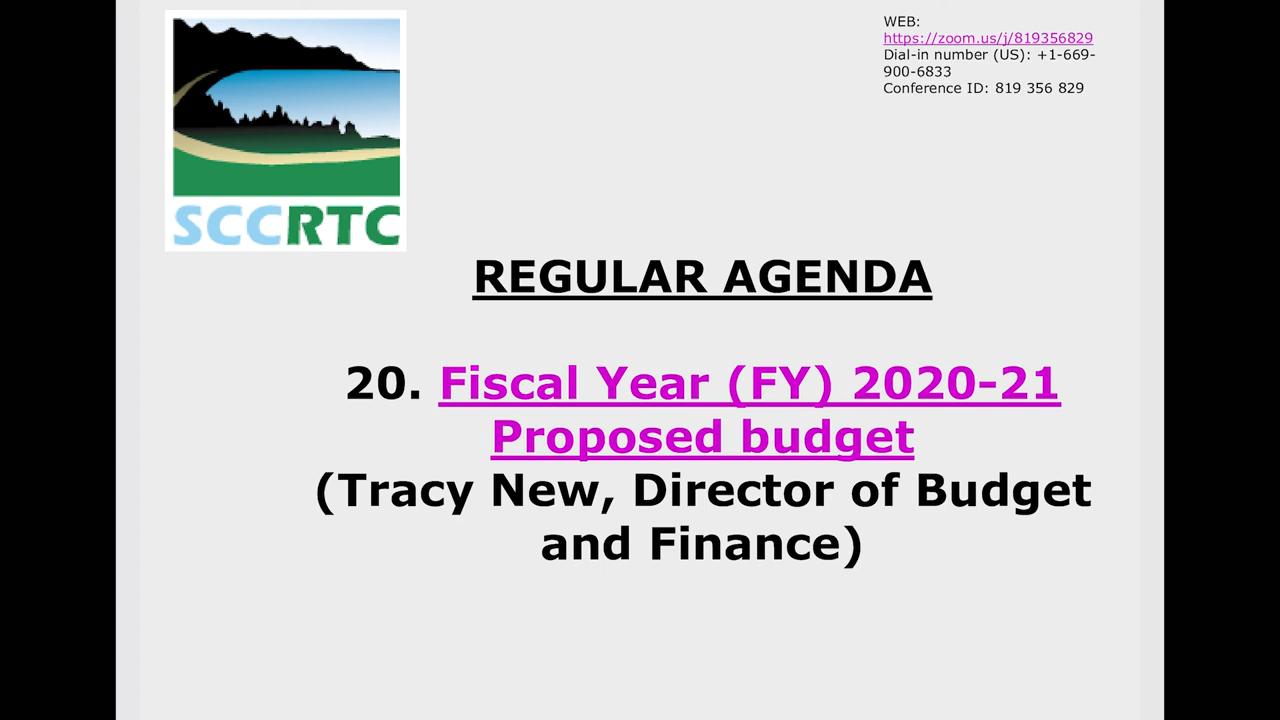 WEB:
https://zoom.us/j/819356829
Dial-in number (US): +1-669-
900-6833
Conference ID: 819 356 829
SCCRTC
REGULAR AGENDA
20. Fiscal Year (FY) 2020-21
Proposed budget
(Tracy New, Director of Budget
and Finance)